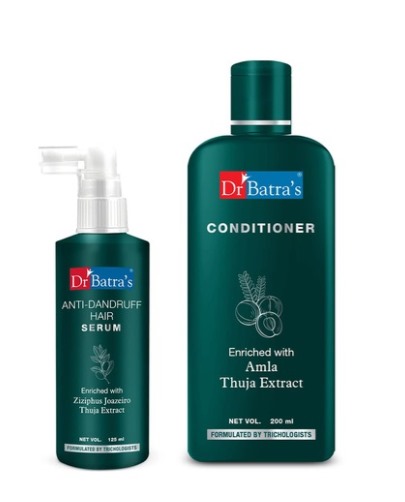 Dr Batra's
ANTI-DANDRUFF
HAIR
SERUM
Enriched with
Ziziphus Joazeiro
Thuja Extract
NET VOL. 125 ml
FORMULATED BY TRICHOLOGISTS
Dr Batra's
CONDITIONER
Enriched with
Amla
Thuja Extract
NET VOL. 200 ml
FORMULATED BY TRICHOLOGISTS